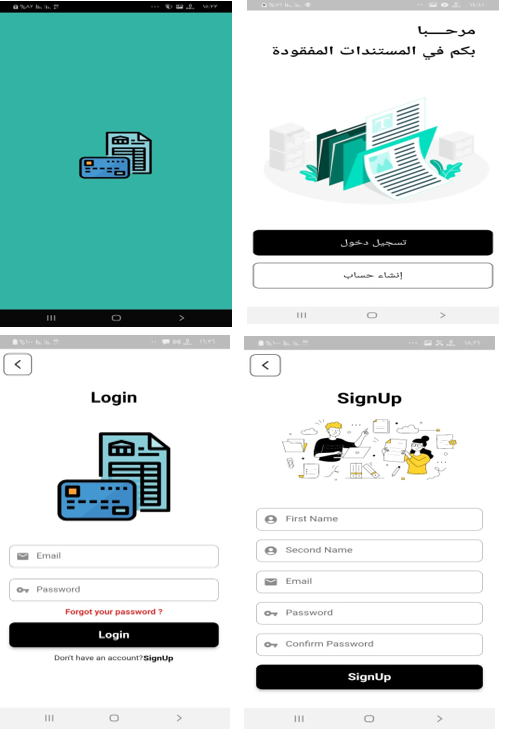 مرحـــبا
بكم في المستندات المفقودة
تسجيل دخول
إنشاء حساب
Login
Email
Password
Forgot your password ?
Login
Don't have an account?SignUp
SignUp
First Name
Second Name
Email
Password
Confirm Password
SignUp